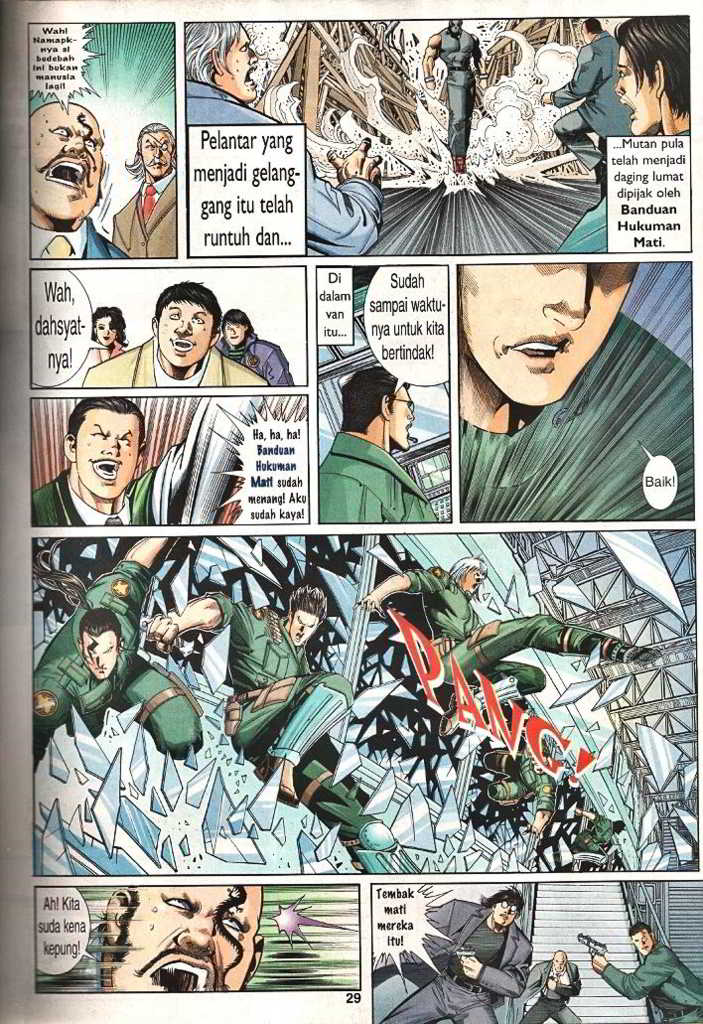 Wah!
Namapk-
nya si
bedebah
ini bukan
manusia
lagi!
Pelantar yang
menjadi gelang-
gang itu telah
runtuh dan...
...Mutan pula
telah menjadi
daging lumat
dipijak oleh
Banduan
Hukuman
Mati.
Wah,
dahsyat-
nya!
Ha, ha, ha!
Banduan
Hukuman
Mati sudah
menang! Aku
sudah kaya!
Di
dalam
van
itu...
Sudah
sampai waktu-
nya untuk kita
bertindak!
Baik!
PANG!
Ah! Kita
suda kena
kepung!
Tembak
mati
mereka
itu!
29